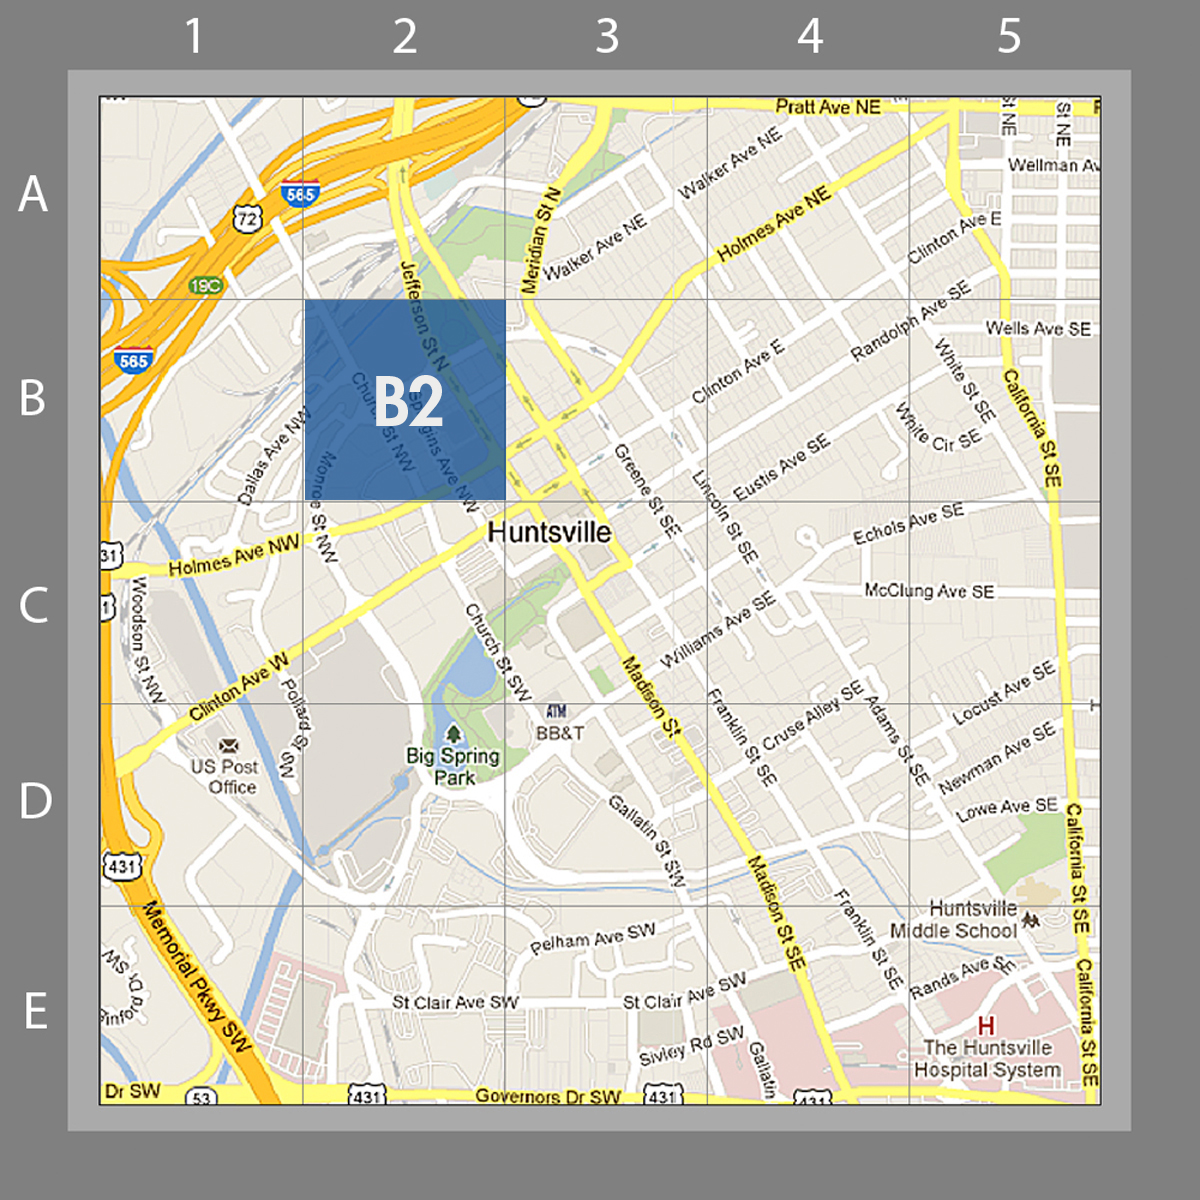 1 2 3 4 5
A
B
C
D
E
Pratt Ave NE
St NE
St NE
Wellman Av
Walker Ave NE
565
72
Meridian St N
Holmes Ave NE
Walker Ave NE
Clinton Ave E
19C
Jefferson St N
Randolph Ave SE
Wells Ave SE
565
White St SE
California St SE
Clinton Ave E
B2
Church St NW
Spragins Ave NW
White Cir SE
Dallas Ave NW
Eustis Ave SE
Greene St SE
Lincoln St SE
Monroe St NW
Huntsville
Echols Ave SE
31
Holmes Ave NW
McClung Ave SE
1
Woodson St NW
Church St SW
Williams Ave SE
Clinton Ave W
Pollard St SW
Madison St
Franklin St SE
Cruse Alley SE
Adams St SE
Locust Ave SE
ATM
BB&T
US Post
Office
Big Spring
Park
Newman Ave SE
Lowe Ave SE
Gallatin St SW
California St SE
431
Madison St SE
Franklin St SE
Huntsville
Middle School
Memorial Pkwy SW
Pelham Ave SW
Rands Ave Sn
St Clair Ave SW
St Clair Ave SW
California St SE
H
The Huntsville
Hospital System
Sivley Rd SW
Gallatin
Dr SW
53
431
Governors Dr SW
431
431